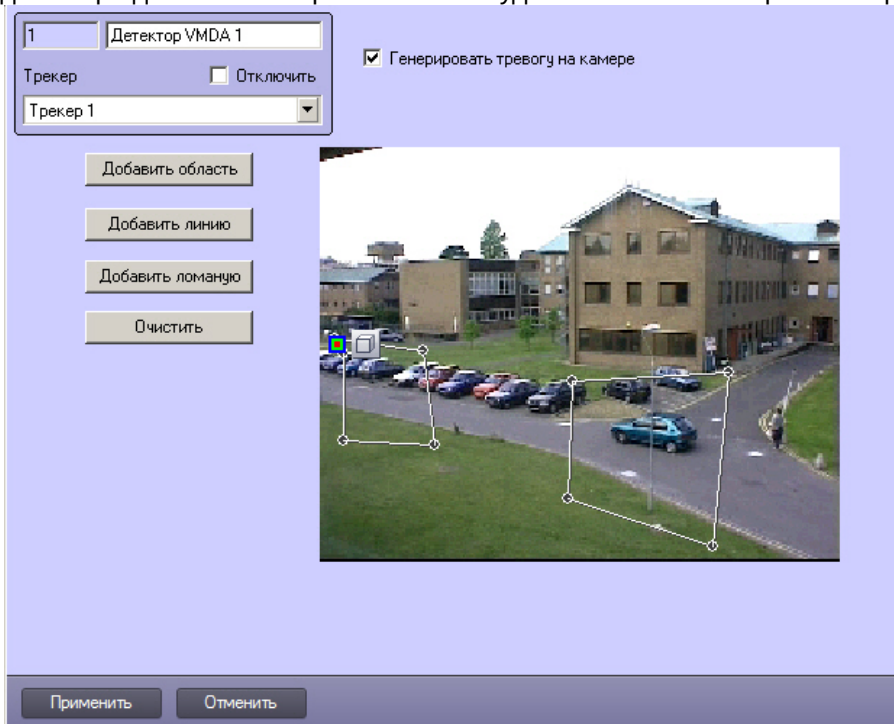 1
Детектор VMDA 1
Генерировать тревогу на камере
Трекер
Отключить
Трекер 1
Добавить область
Добавить линию
Добавить ломаную
Очистить
Применить
Отменить